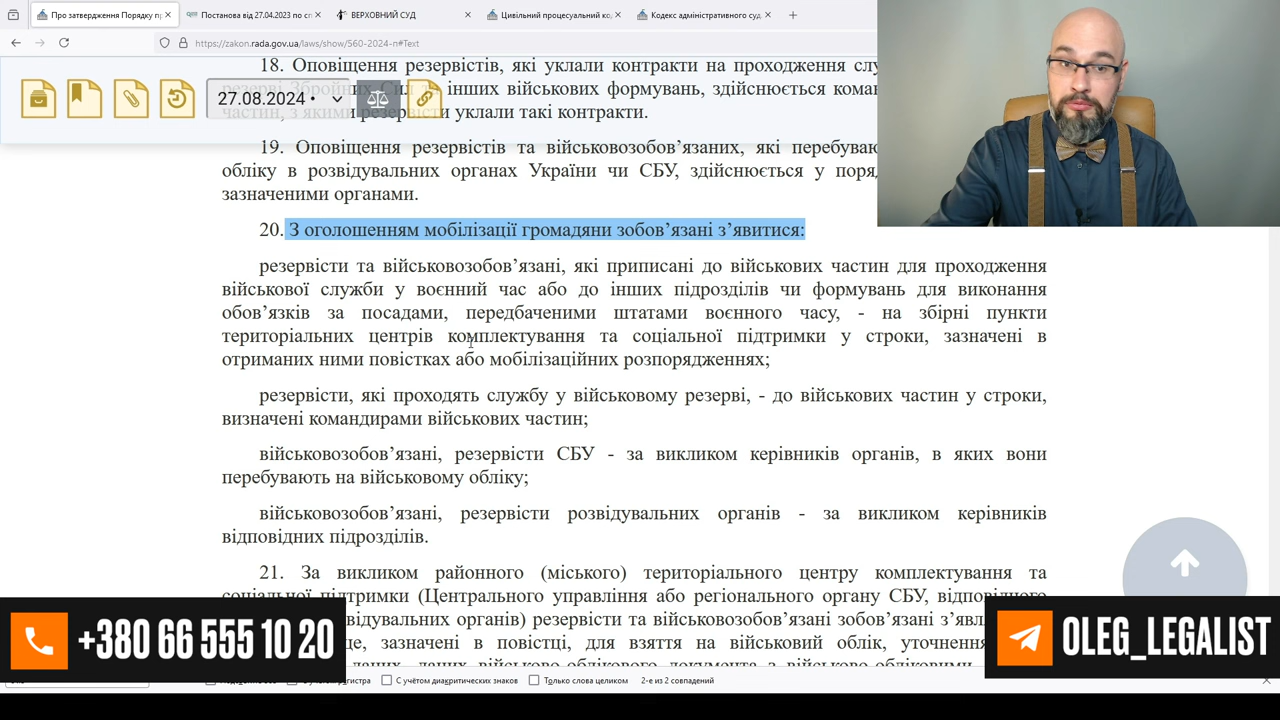 Про затвердження Порядку п
Постанова від 27.04.2023 по сп
ВЕРХОВНИЙ СУД
Цивільний процесуальний ко
Кодекс адміністративного суд
https://zakon.rada.gov.ua/laws/show/560-2024-п#Text
18. Оповіщення резервістів, які уклали контракти на проходження слу
резерві Збройних Сил та інших військових формувань, здійснюється кома
27.08.2024
частин, з якими резервісти уклали такі контракти.
19. Оповіщення резервістів та військовозобов’язаних, які перебуваю
обліку в розвідувальних органах України чи СБУ, здійснюється у поряд
зазначеними органами.
20. З оголошенням мобілізації громадяни зобов’язані з’явитися:
резервісти та військовозобов’язані, які приписані до військових частин для проходження
військової служби у воєнний час або до інших підрозділів чи формувань для виконання
обов’язків за посадами, передбаченими штатами воєнного часу, - на збірні пункти
територіальних центрів комплектування та соціальної підтримки у строки, зазначені в
отриманих ними повістках або мобілізаційних розпорядженнях;
резервісти, які проходять службу у військовому резерві, - до військових частин у строки,
визначені командирами військових частин;
військовозобов’язані, резервісти СБУ - за викликом керівників органів, в яких вони
перебувають на військовому обліку;
військовозобов’язані, резервісти розвідувальних органів - за викликом керівників
відповідних підрозділів.
21. За викликом районного (міського) територіального центру комплектування та
соціальної підтримки (Центрального управління або регіонального органу СБУ, відповідного
відувальних органів) резервісти та військовозобов’язані зобов’язані з’явл
це, зазначені в повістці, для взяття на військовий облік, уточнення
+380 66 555 10 20
OLEG_LEGALIST
С учётом диакритических знаков
Только слова целиком
2-е из 2 совпадений